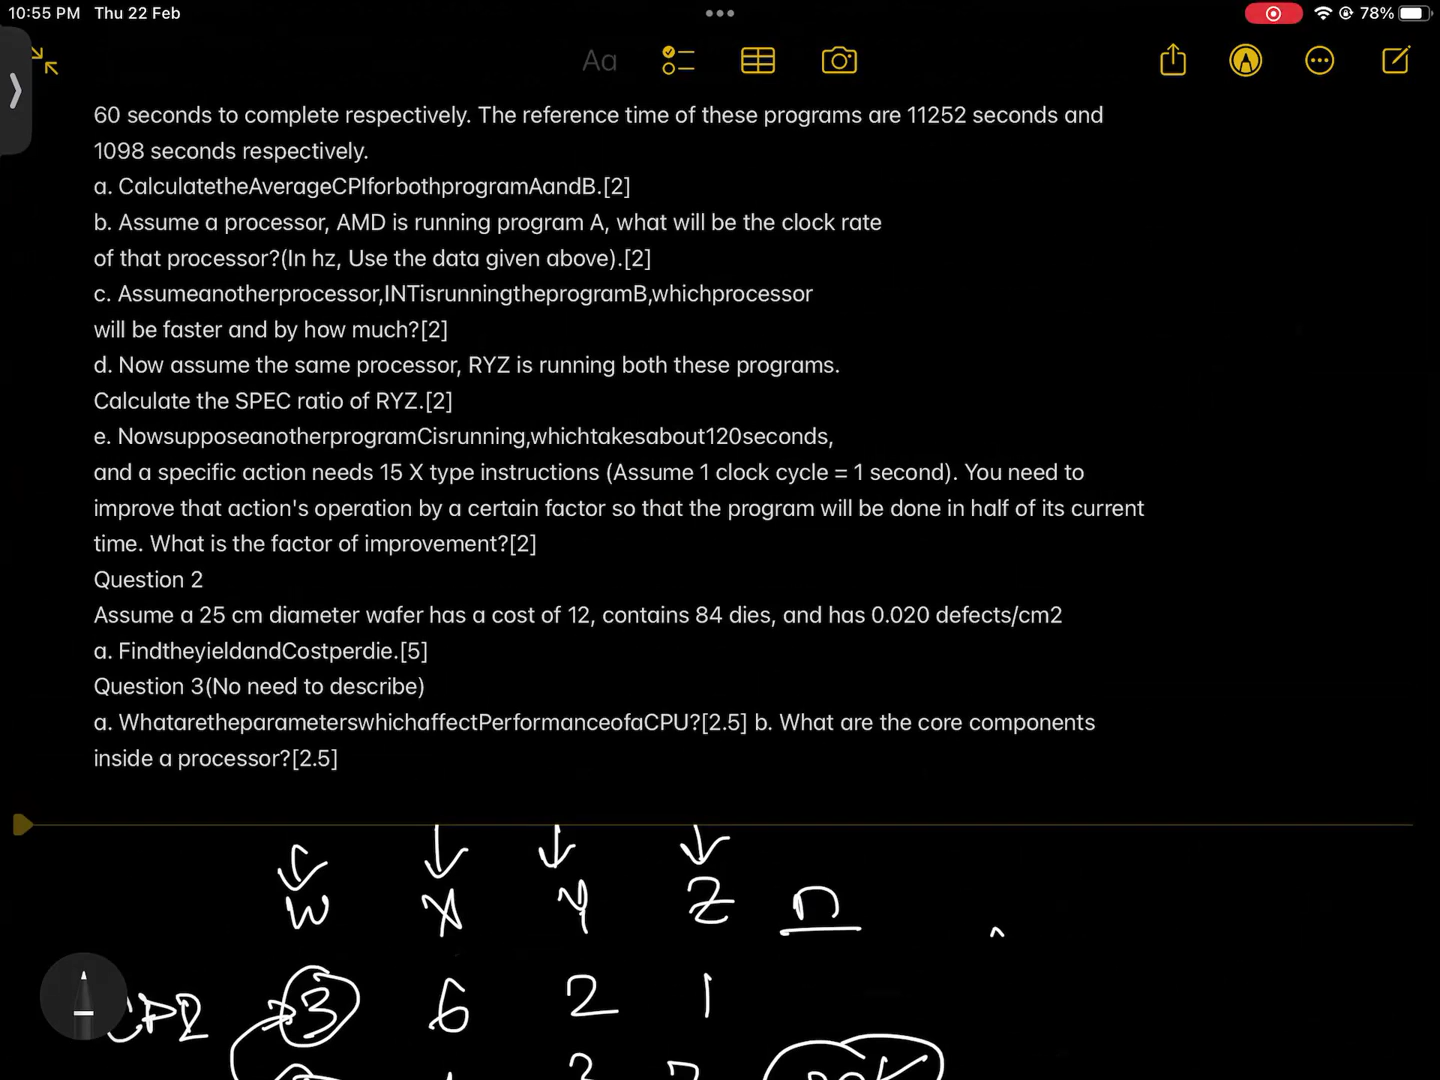 10:55 PM Thu 22 Feb
78%
Aa
60 seconds to complete respectively. The reference time of these programs are 11252 seconds and
1098 seconds respectively.
a. CalculatetheAverageCPIforbothprogramAandB.[2]
b. Assume a processor, AMD is running program A, what will be the clock rate
of that processor?(In hz, Use the data given above).[2]
c. Assumeanotherprocessor,INTisrunningtheprogramB,whichprocessor
will be faster and by how much?[2]
d. Now assume the same processor, RYZ is running both these programs.
Calculate the SPEC ratio of RYZ.[2]
e. NowsupposeanotherprogramCisrunning,whichtakesabout120seconds,
and a specific action needs 15 X type instructions (Assume 1 clock cycle = 1 second). You need to
improve that action's operation by a certain factor so that the program will be done in half of its current
time. What is the factor of improvement?[2]
Question 2
Assume a 25 cm diameter wafer has a cost of 12, contains 84 dies, and has 0.020 defects/cm2
a. FindtheyieldandCostperdie.[5]
Question 3(No need to describe)
a. WhataretheparameterswhichaffectPerformanceofaCPU?[2.5] b. What are the core components
inside a processor?[2.5]
W X Y Z n
3 6 2 1